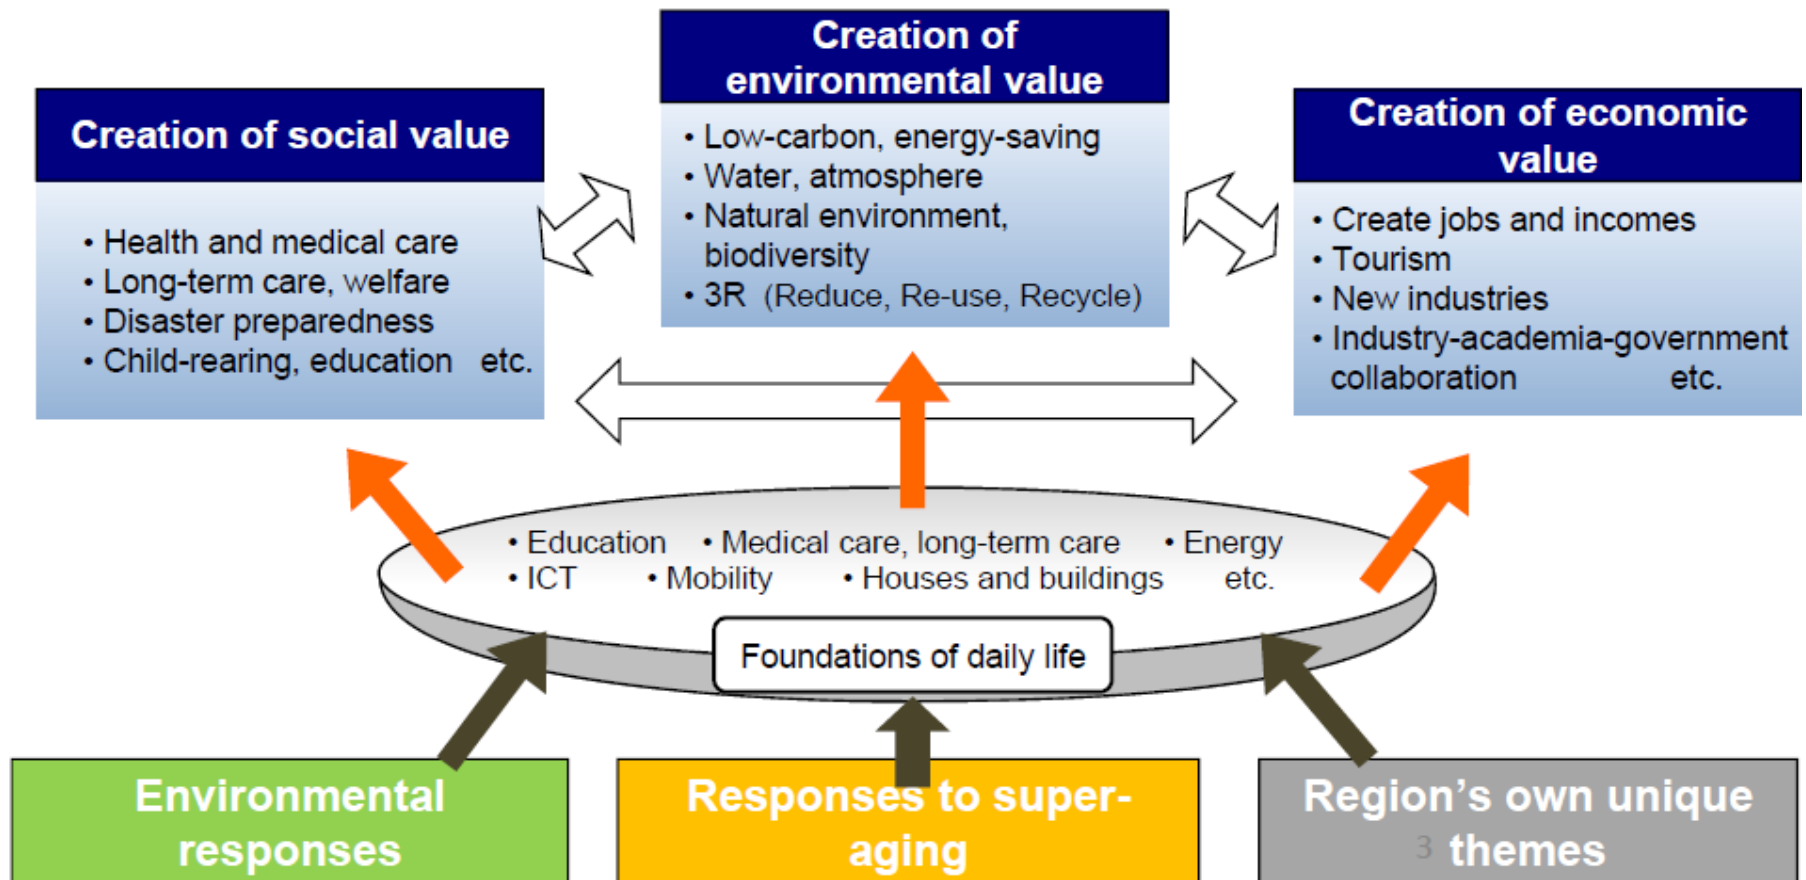 Creation of
environmental value
• Low-carbon, energy-saving
• Water, atmosphere
• Natural environment,
biodiversity
• 3R (Reduce, Re-use, Recycle)
Creation of social value
• Health and medical care
• Long-term care, welfare
• Disaster preparedness
• Child-rearing, education etc.
Creation of economic
value
• Create jobs and incomes
• Tourism
• New industries
• Industry-academia-government
collaboration etc.
• Education • Medical care, long-term care • Energy
• ICT • Mobility • Houses and buildings etc.
Foundations of daily life
Environmental
responses
Responses to super-
aging
Region's own unique
3 themes